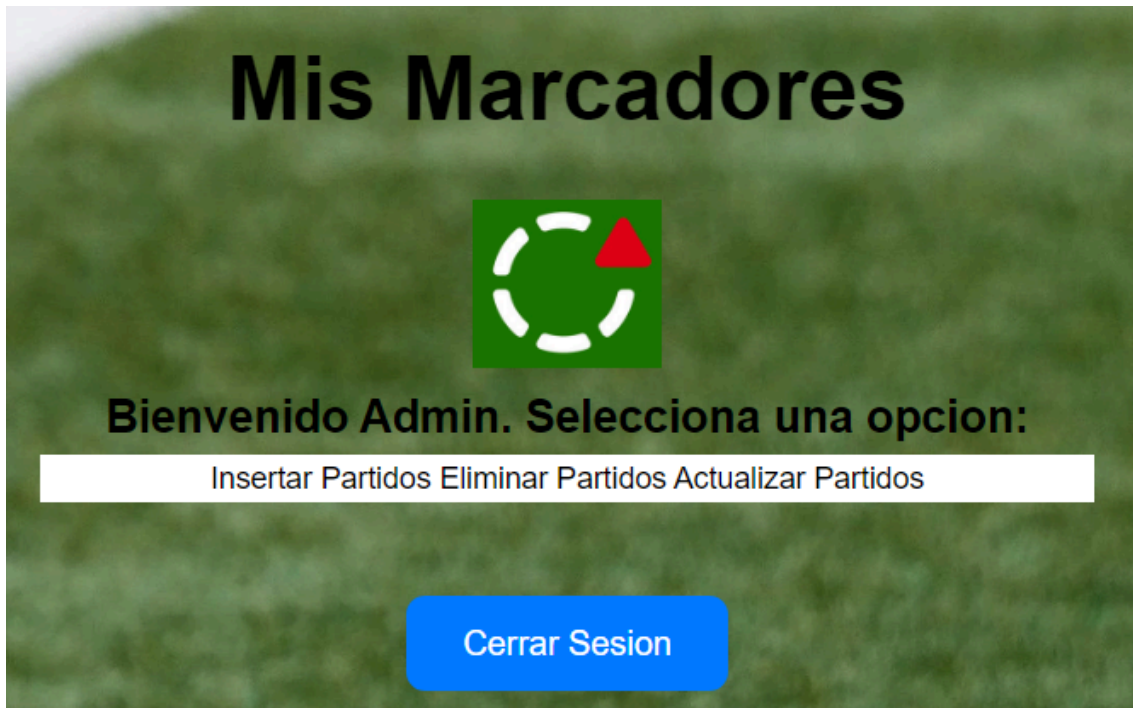 Mis Marcadores
Bienvenido Admin. Selecciona una opcion:
Insertar Partidos Eliminar Partidos Actualizar Partidos
Cerrar Sesion